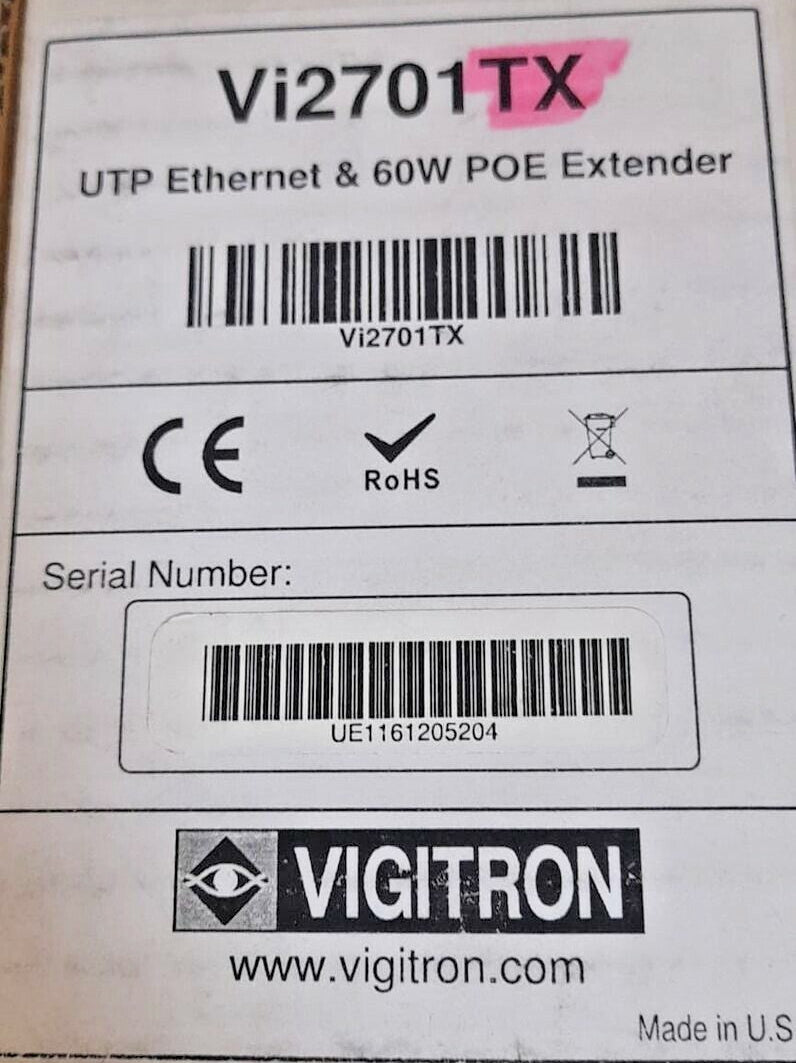 Vi2701TX
UTP Ethernet & 60W POE Extender
Vi2701TX
CE
RoHS
Serial Number:
UE1161205204
VIGITRON
www.vigitron.com
Made in U.S